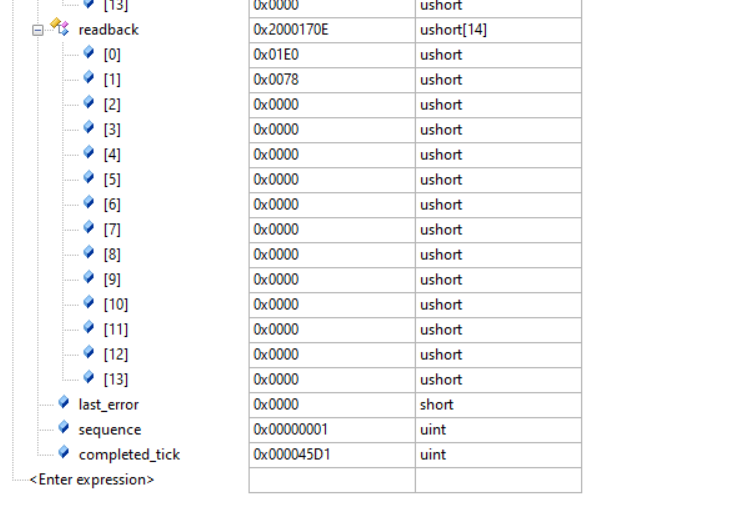 [13] 0x0000 ushort
readback 0x2000170E ushort[14]
[0] 0x01E0 ushort
[1] 0x0078 ushort
[2] 0x0000 ushort
[3] 0x0000 ushort
[4] 0x0000 ushort
[5] 0x0000 ushort
[6] 0x0000 ushort
[7] 0x0000 ushort
[8] 0x0000 ushort
[9] 0x0000 ushort
[10] 0x0000 ushort
[11] 0x0000 ushort
[12] 0x0000 ushort
[13] 0x0000 ushort
last_error 0x0000 short
sequence 0x00000001 uint
completed_tick 0x000045D1 uint
<Enter expression>